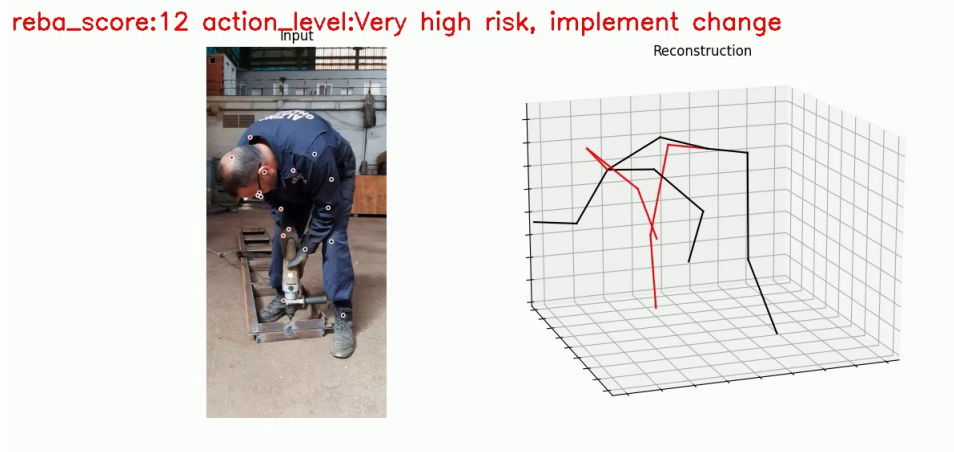 reba_score:12 action_level:Very high risk, implement change
Input
Reconstruction